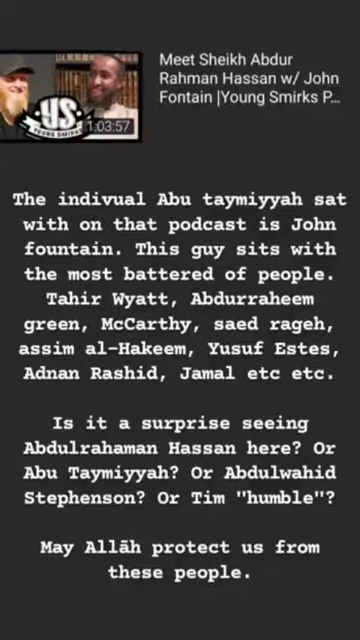 Meet Sheikh Abdur
Rahman Hassan w/ John
Fontain |Young Smirks P...
YS
YOUNG SMIRKS
1:03:57
The indivual Abu taymiyyah sat
with on that podcast is John
fountain. This guy sits with
the most battered of people.
Tahir Wyatt, Abdurraheem
green, McCarthy, saed rageh,
assim al-Hakeem, Yusuf Estes,
Adnan Rashid, Jamal etc etc.
Is it a surprise seeing
Abdulrahaman Hassan here? Or
Abu Taymiyyah? Or Abdulwahid
Stephenson? Or Tim "humble"?
May Allāh protect us from
these people.